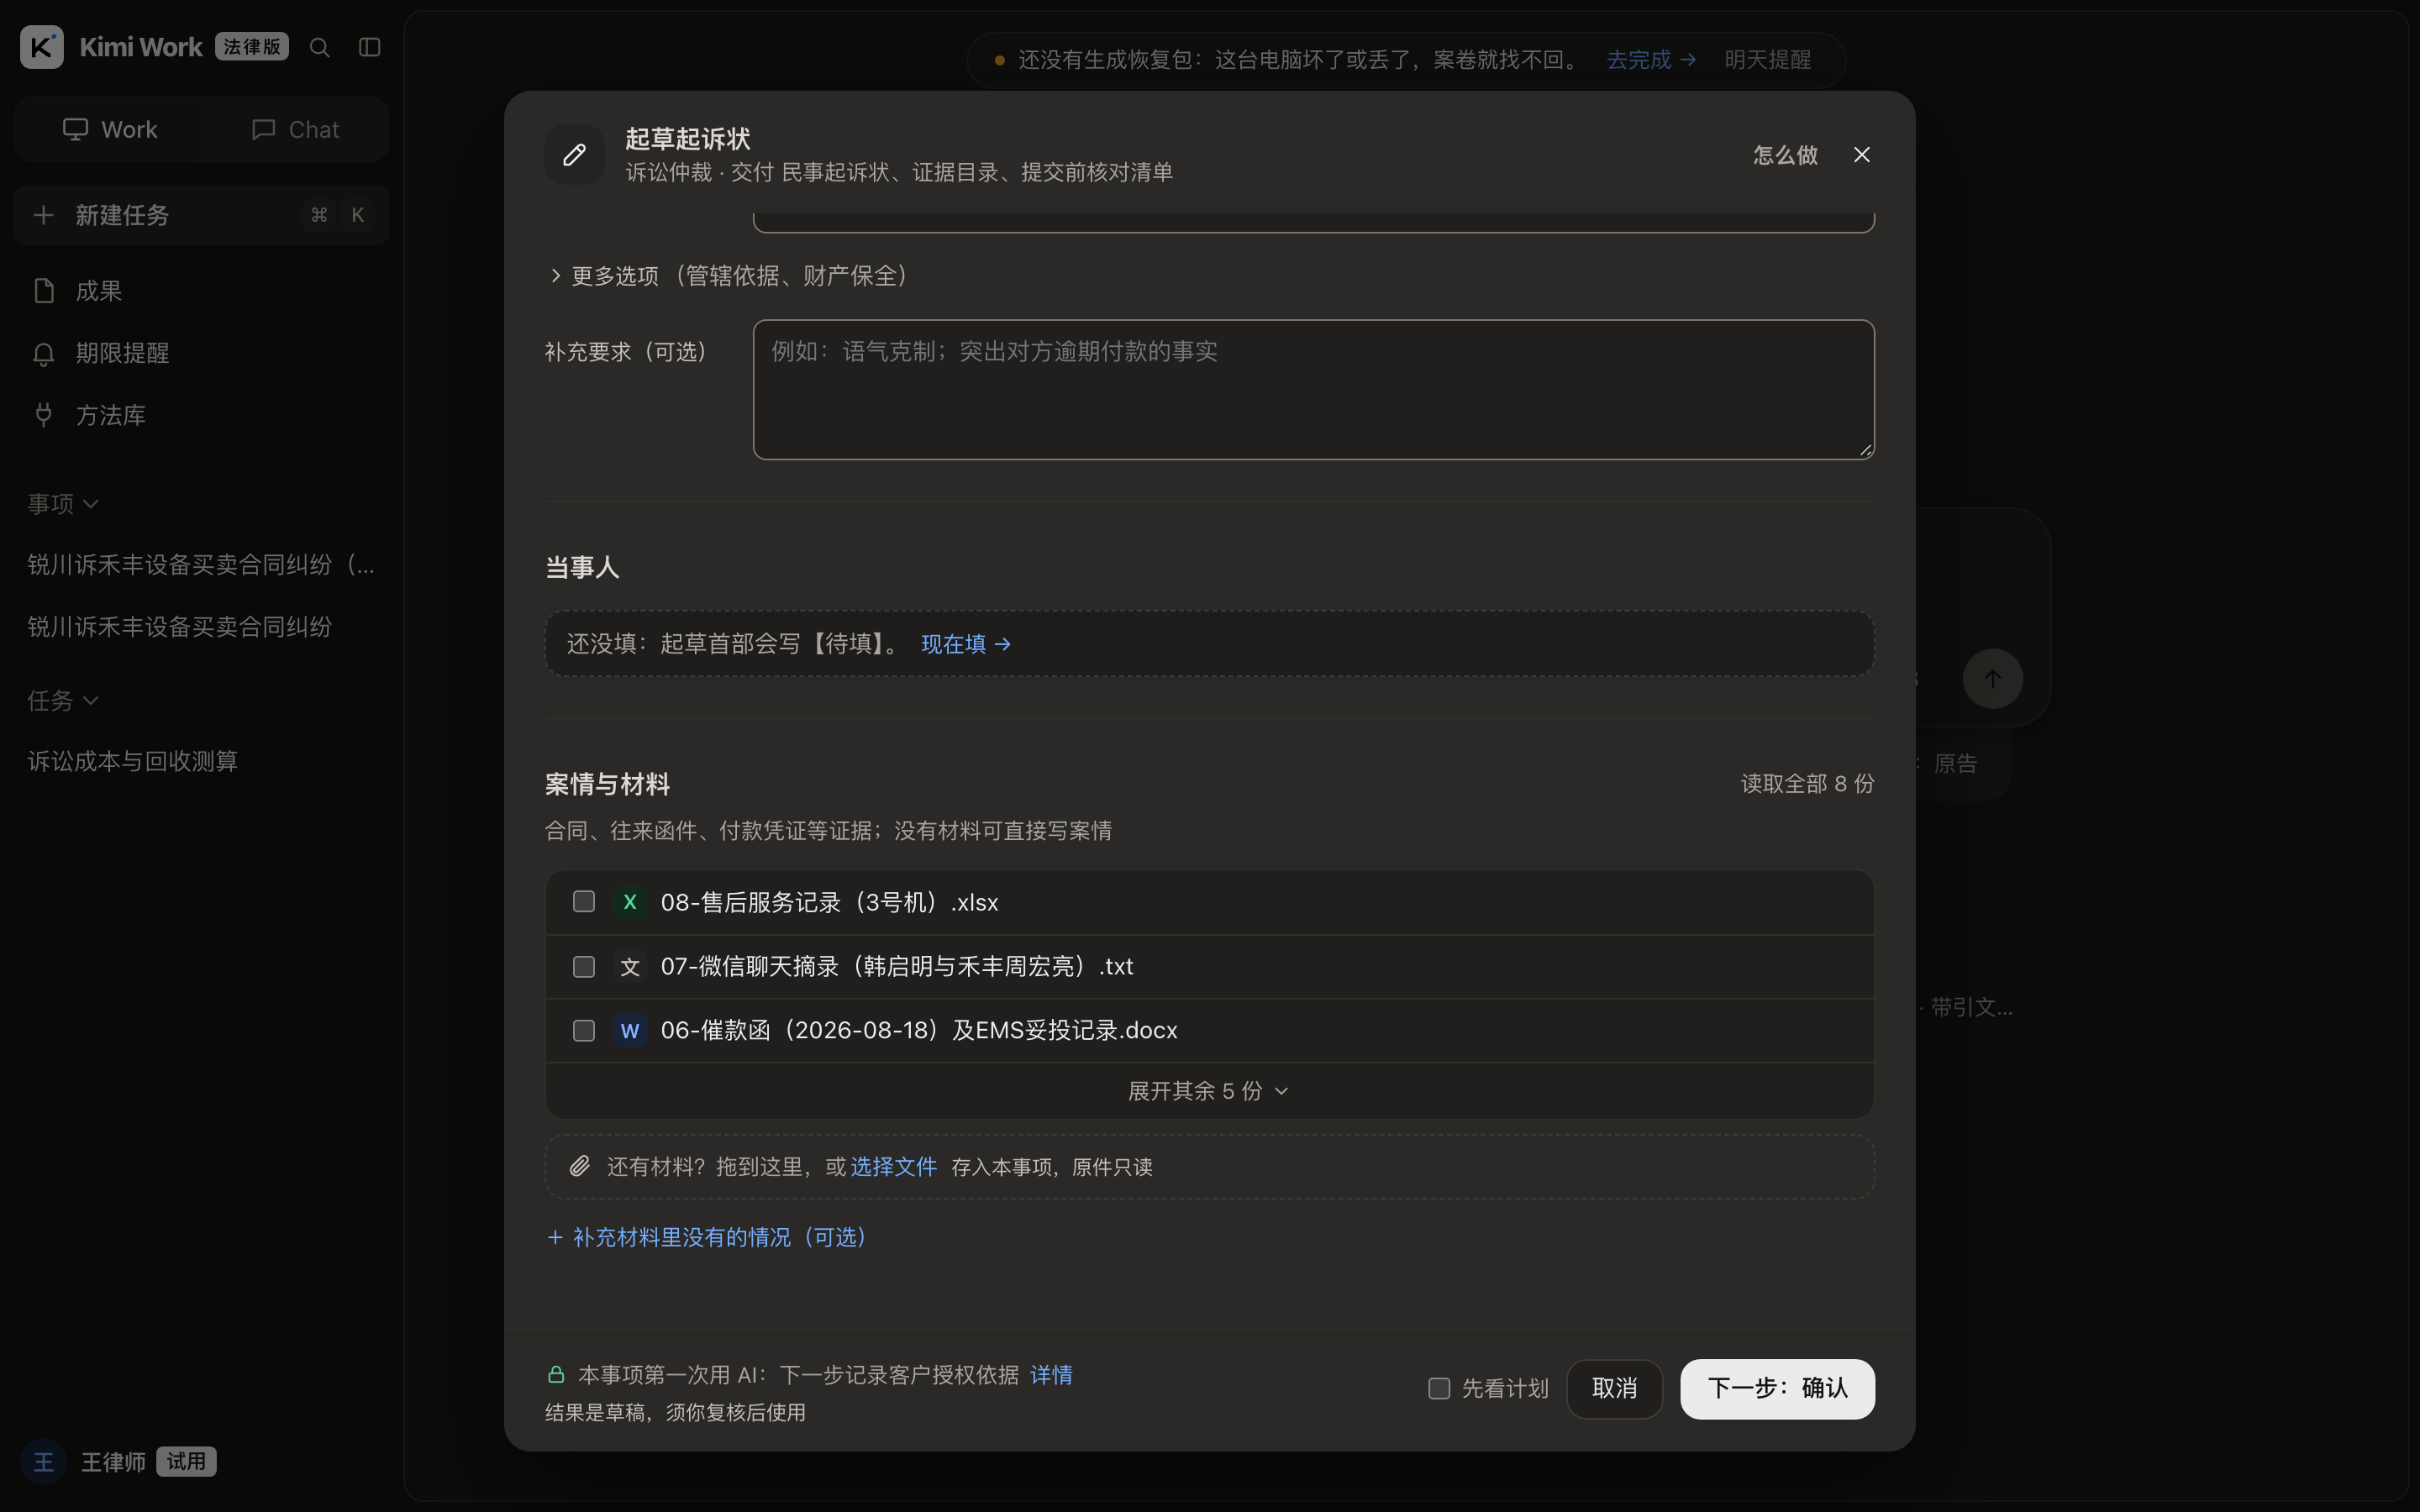 Kimi Work 法律版
Work
Chat
新建任务 ⌘ K
成果
期限提醒
方法库
事项
锐川诉禾丰设备买卖合同纠纷（...
锐川诉禾丰设备买卖合同纠纷
任务
诉讼成本与回收测算
王 王律师 试用
还没有生成恢复包：这台电脑坏了或丢了，案卷就找不回。 去完成 → 明天提醒
起草起诉状
诉讼仲裁 · 交付 民事起诉状、证据目录、提交前核对清单
怎么做
更多选项（管辖依据、财产保全）
补充要求（可选）
例如：语气克制；突出对方逾期付款的事实
当事人
还没填：起草首部会写【待填】。 现在填 →
案情与材料
读取全部 8 份
合同、往来函件、付款凭证等证据；没有材料可直接写案情
X 08-售后服务记录（3号机）.xlsx
文 07-微信聊天摘录（韩启明与禾丰周宏亮）.txt
W 06-催款函（2026-08-18）及EMS妥投记录.docx
展开其余 5 份
还有材料？拖到这里，或选择文件 存入本事项，原件只读
+ 补充材料里没有的情况（可选）
本事项第一次用 AI：下一步记录客户授权依据 详情
结果是草稿，须你复核后使用
先看计划
取消
下一步：确认
：原告
· 带引文...